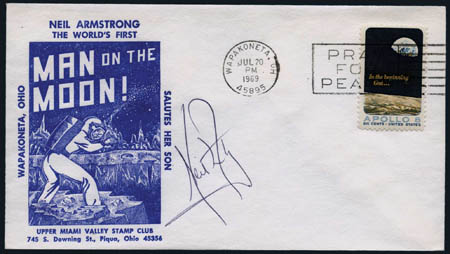 NEIL ARMSTRONG
THE WORLD'S FIRST
MAN ON THE
MOON!
WAPAKONETA, OHIO
SALUTES HER SON
UPPER MIAMI VALLEY STAMP CLUB
745 S. Downing St., Piqua, Ohio 45356
WAPAKONETA, OH
JUL 20
PM
1969
45895
PRAY
FOR
PEACE
In the beginning
God...
APOLLO 8
SIX CENTS · UNITED STATES